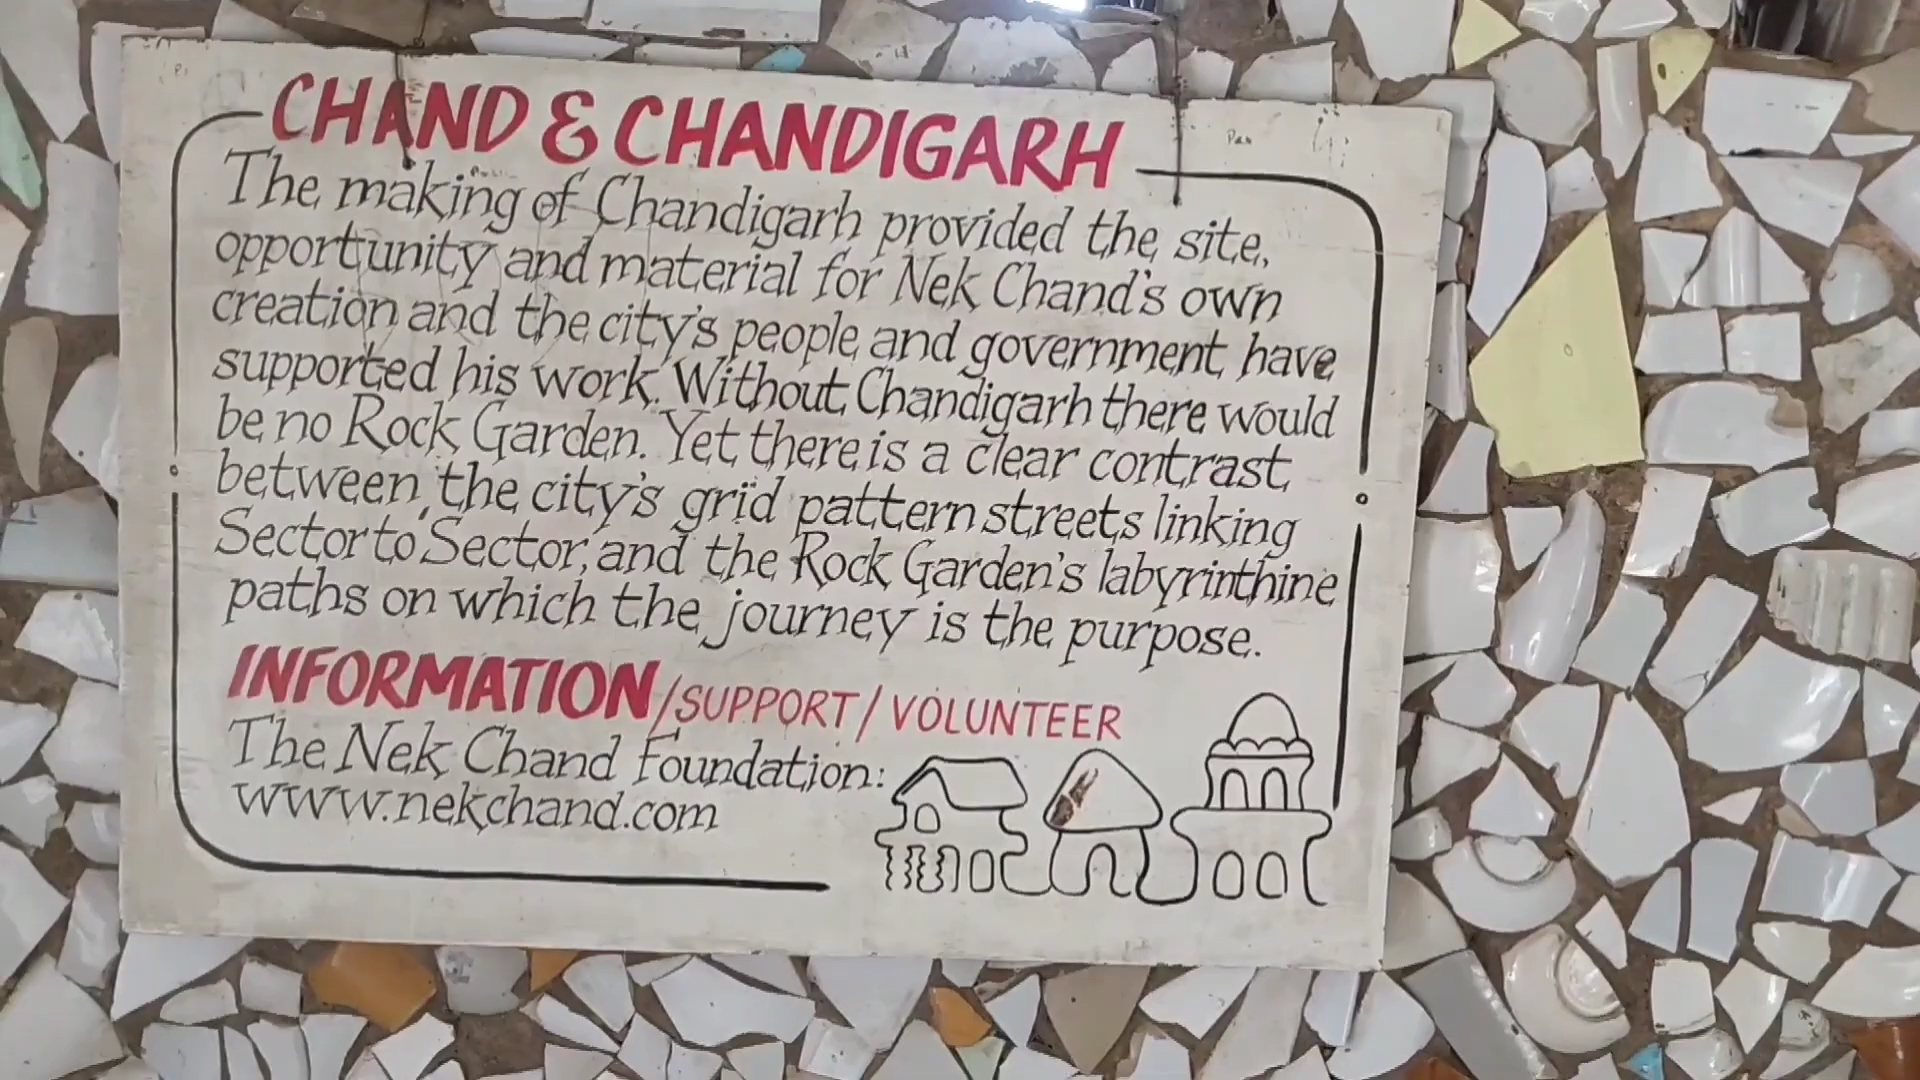 CHAND & CHANDIGARH
The making of Chandigarh provided the site,
opportunity and material for Nek Chand's own
creation and the city's people and government have
supported his work. Without Chandigarh there would
be no Rock Garden. Yet there is a clear contrast
between the city's grid pattern streets linking
Sector to Sector, and the Rock Garden's labyrinthine
paths on which the journey is the purpose.
INFORMATION/SUPPORT/VOLUNTEER
The Nek Chand Foundation:
www.nekchand.com